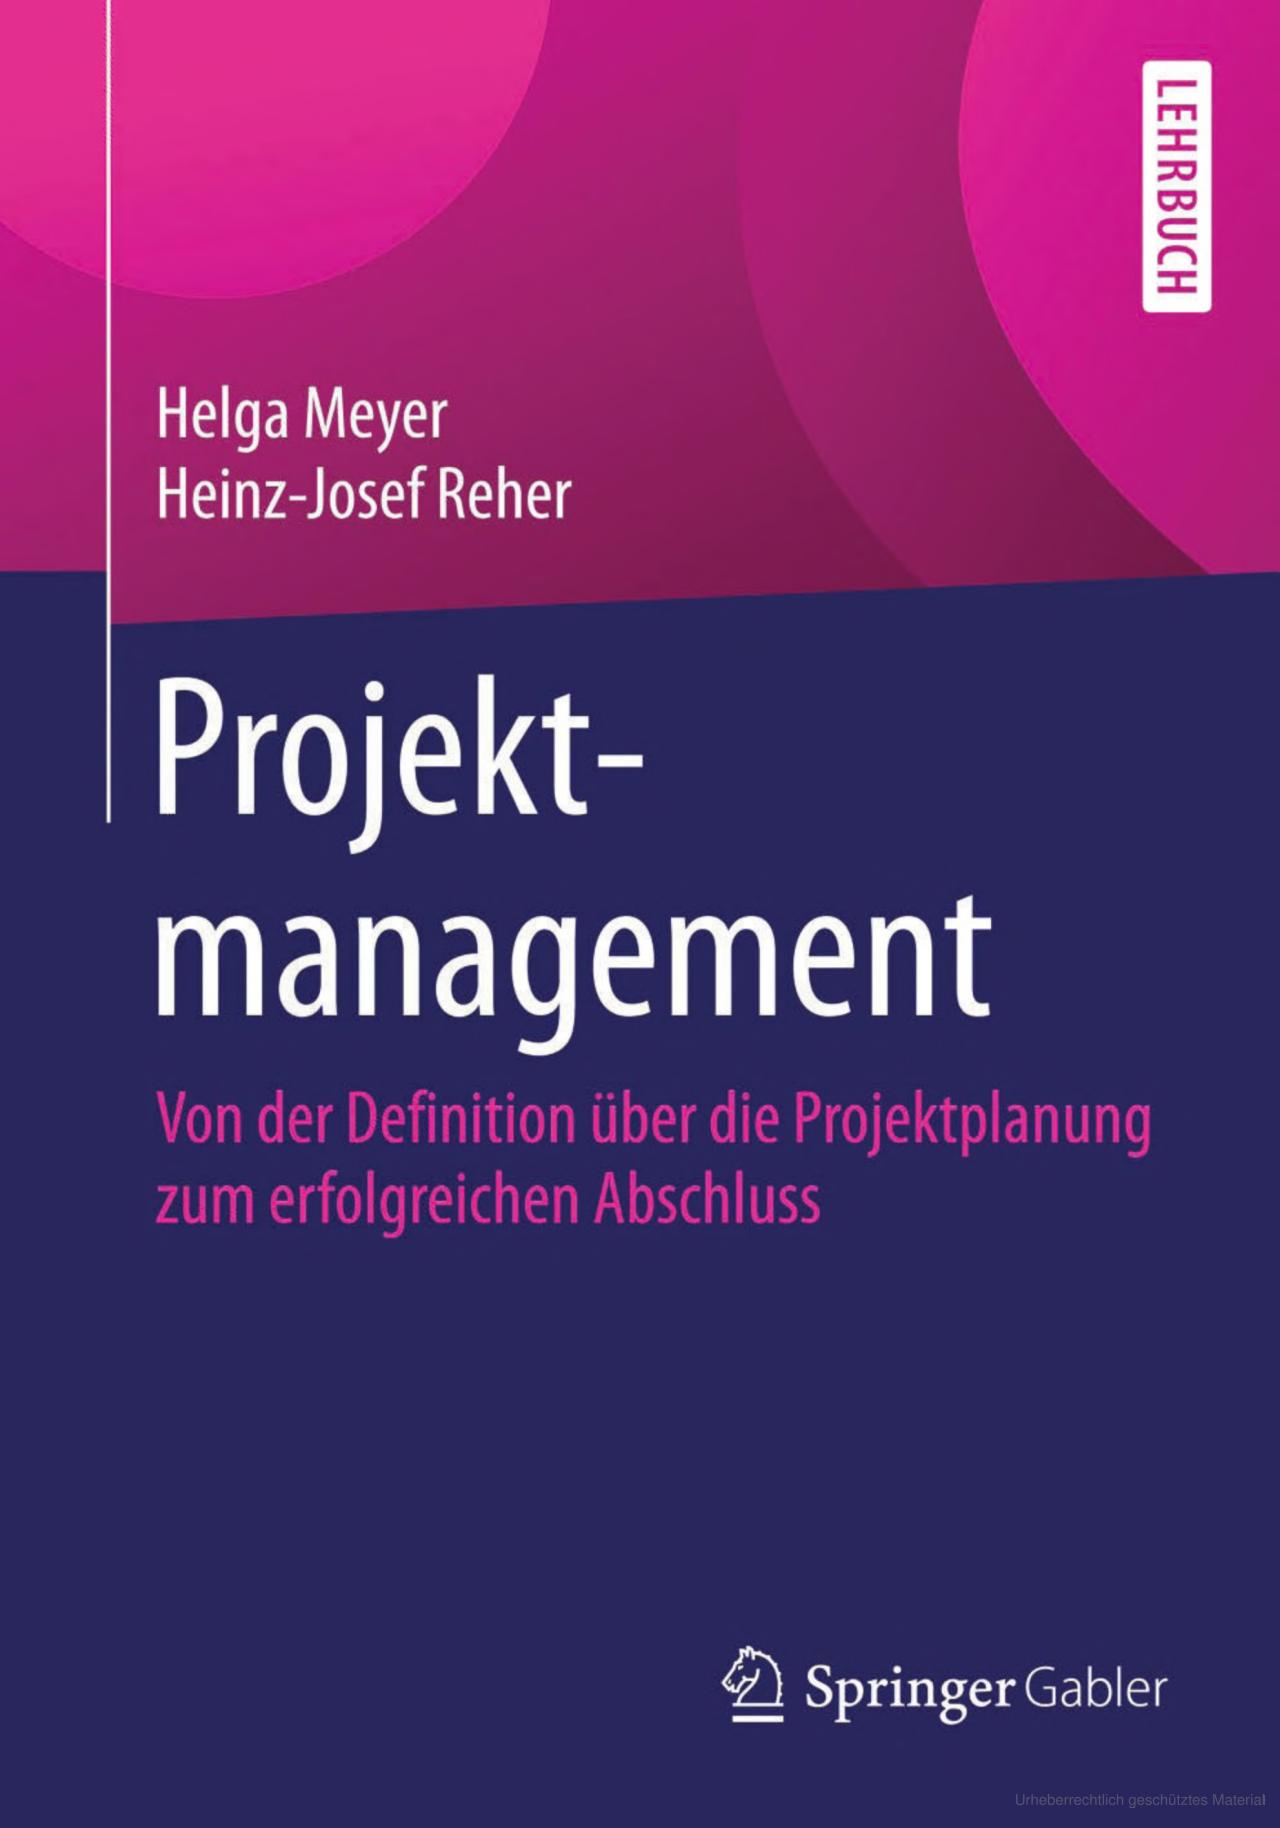 LEHRBUCH
Helga Meyer
Heinz-Josef Reher
Projekt-
management
Von der Definition über die Projektplanung
zum erfolgreichen Abschluss
Springer Gabler
Urheberrechtlich geschütztes Material